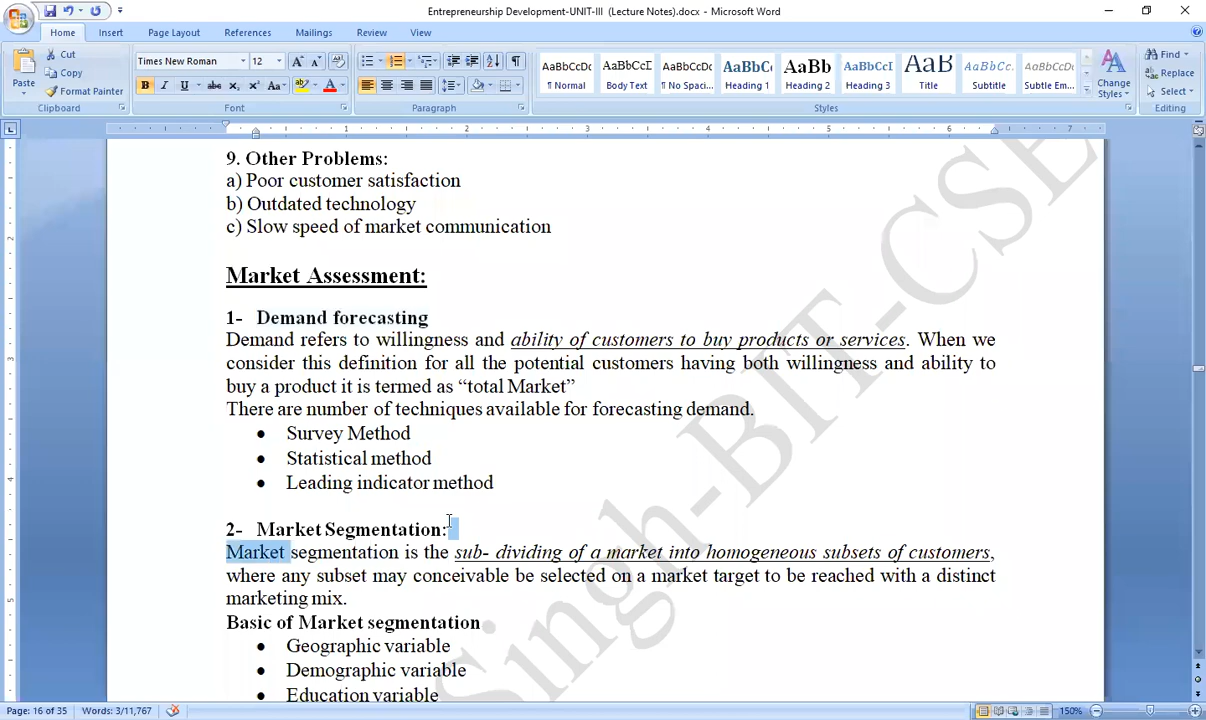 Entrepreneurship Development-UNIT-III (Lecture Notes).docx - Microsoft Word
Home Insert Page Layout References Mailings Review View
Cut
Copy
Format Painter
Paste
Clipboard
Times New Roman 12
Font
Paragraph
AaBbCcDc AaBbCcI AaBbCcDc AaBbC AaBb AaBbCcI AaB AaBbCc. AaBbCcDc
¶ Normal Body Text ¶ No Spaci... Heading 1 Heading 2 Heading 3 Title Subtitle Subtle Em...
Change Styles
Styles
Find
Replace
Select
Editing
9. Other Problems:
a) Poor customer satisfaction
b) Outdated technology
c) Slow speed of market communication
Market Assessment:
1- Demand forecasting
Demand refers to willingness and ability of customers to buy products or services. When we
consider this definition for all the potential customers having both willingness and ability to
buy a product it is termed as “total Market”
There are number of techniques available for forecasting demand.
• Survey Method
• Statistical method
• Leading indicator method
2- Market Segmentation:
Market segmentation is the sub- dividing of a market into homogeneous subsets of customers,
where any subset may conceivable be selected on a market target to be reached with a distinct
marketing mix.
Basic of Market segmentation
• Geographic variable
• Demographic variable
• Education variable
Singh-BIT-CSE
Page: 16 of 35 Words: 3/11,767 150%